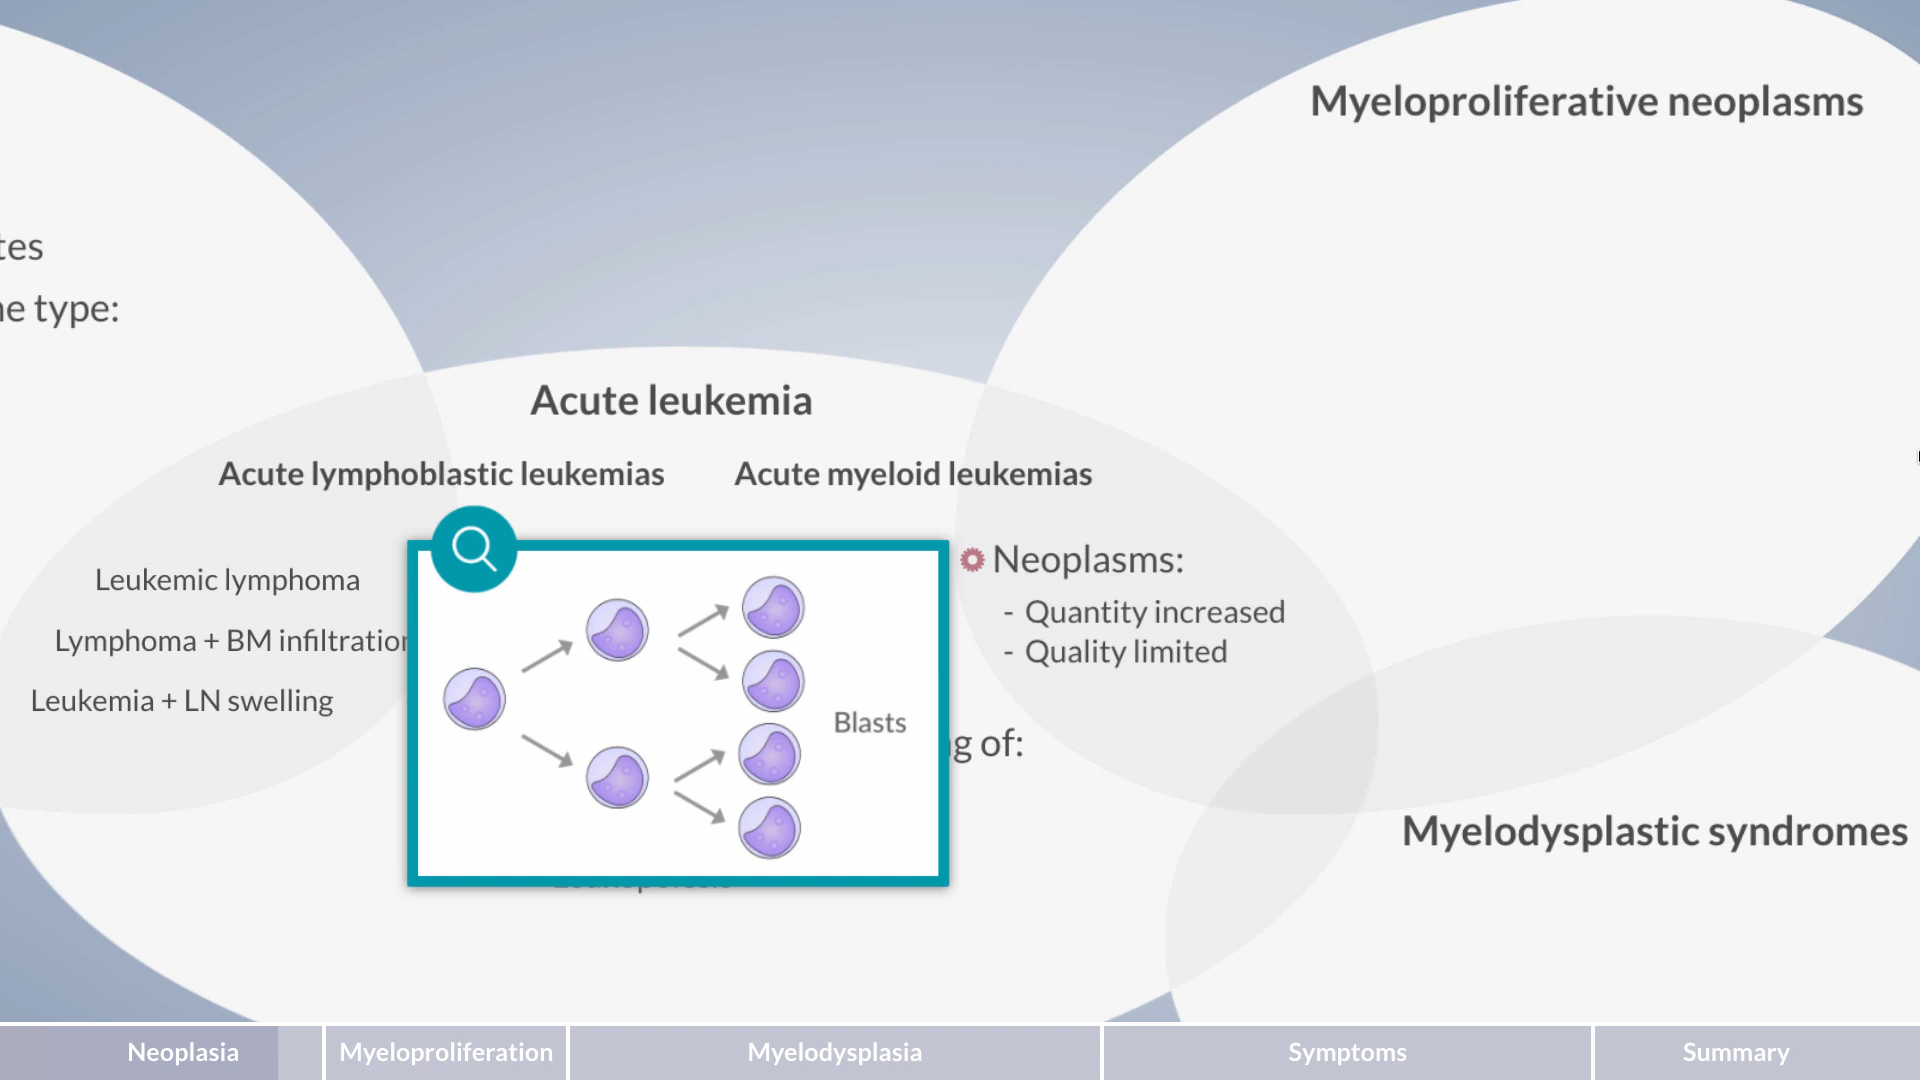 Myeloproliferative neoplasms
tes
e type:
Acute leukemia
Acute lymphoblastic leukemias
Acute myeloid leukemias
Leukemic lymphoma
Lymphoma + BM infiltration
Leukemia + LN swelling
Blasts
Neoplasms:
- Quantity increased
- Quality limited
g of:
Myelodysplastic syndromes
Neoplasia
Myeloproliferation
Myelodysplasia
Symptoms
Summary